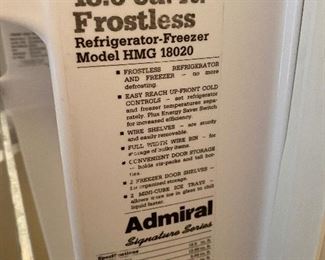 Frostless
Refrigerator-Freezer
Model HMG 18020
FROSTLESS REFRIGERATOR
AND FREEZER – no more
defrosting.
EASY REACH UP-FRONT COLD
CONTROLS – set refrigerator
and freezer temperatures sepa-
rately. Plus Energy Saver Switch
for increased efficiency.
WIRE SHELVES – are sturdy
and easily removable.
FULL WIDTH WIRE BIN – for
storage of bulky items.
CONVENIENT DOOR STORAGE
– holds six-packs and tall bot-
tles.
2 FREEZER DOOR SHELVES –
for organized storage.
2 MINI-CUBE ICE TRAYS –
allows more ice in glass to chill
liquid faster.
Admiral
Signature Series
Specifications